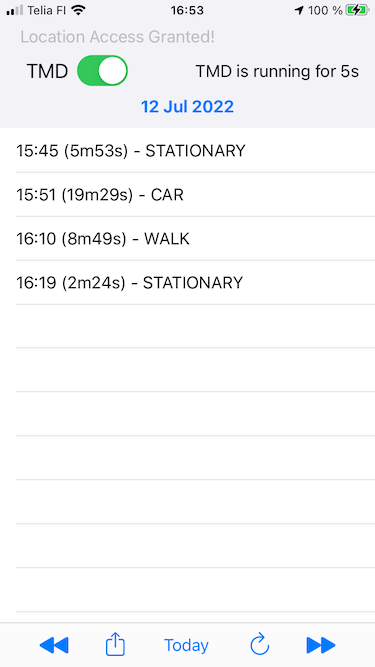 Telia FI 16:53 100 %
Location Access Granted!
TMD TMD is running for 5s
12 Jul 2022
15:45 (5m53s) - STATIONARY
15:51 (19m29s) - CAR
16:10 (8m49s) - WALK
16:19 (2m24s) - STATIONARY
Today